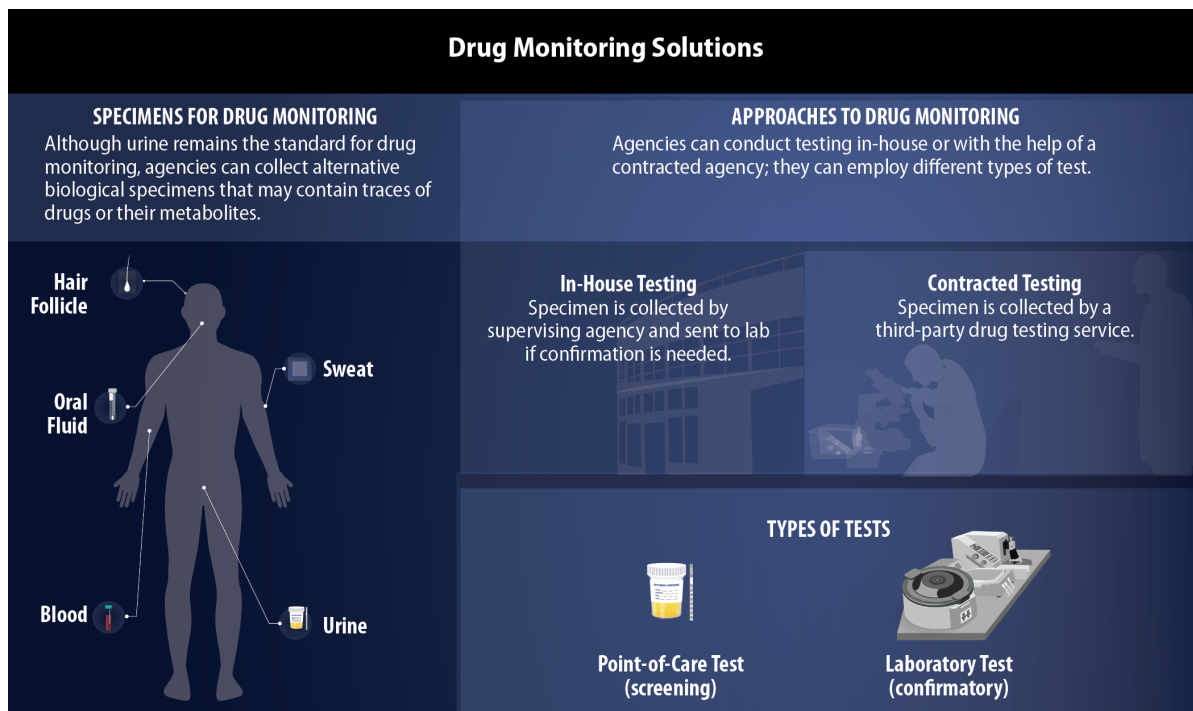 Drug Monitoring Solutions
SPECIMENS FOR DRUG MONITORING
Although urine remains the standard for drug
monitoring, agencies can collect alternative
biological specimens that may contain traces of
drugs or their metabolites.
APPROACHES TO DRUG MONITORING
Agencies can conduct testing in-house or with the help of a
contracted agency; they can employ different types of test.
Hair
Follicle
Oral
Fluid
Sweat
Blood
Urine
In-House Testing
Specimen is collected by
supervising agency and sent to lab
if confirmation is needed.
Contracted Testing
Specimen is collected by a
third-party drug testing service.
TYPES OF TESTS
Point-of-Care Test
(screening)
Laboratory Test
(confirmatory)